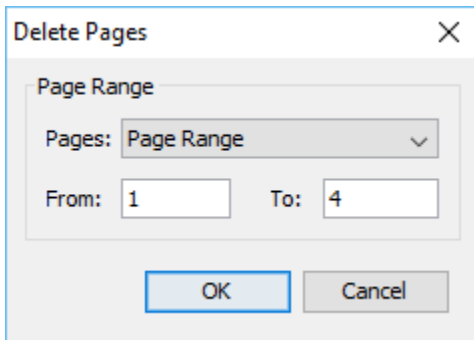 Delete Pages
Page Range
Pages: Page Range
From: 1 To: 4
OK Cancel